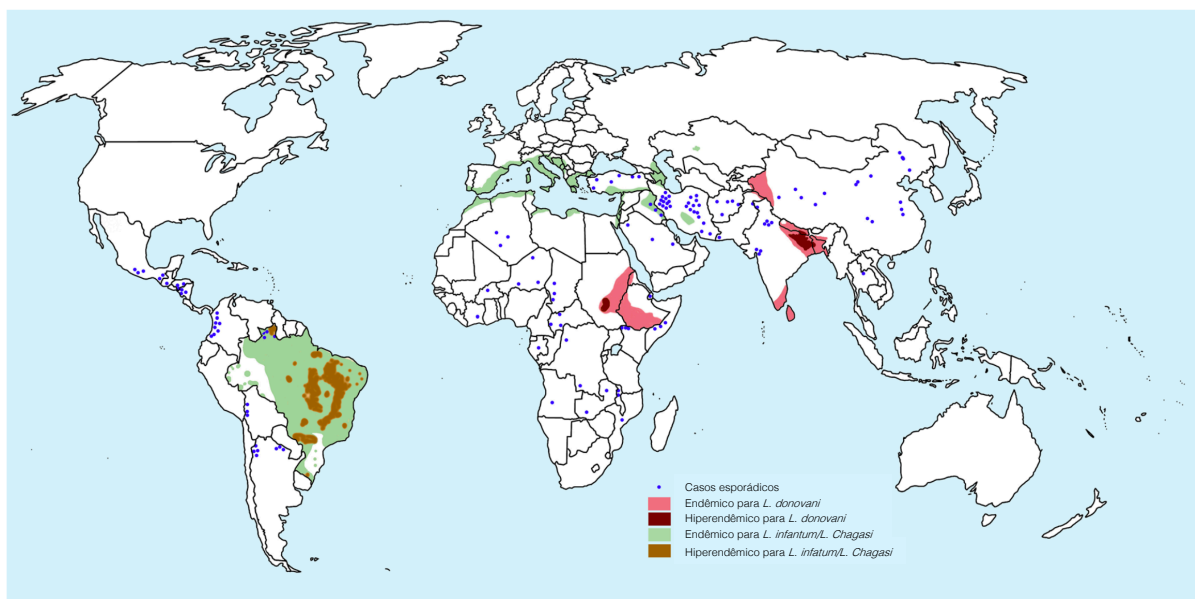 Casos esporádicos
Endêmico para L. donovani
Hiperendêmico para L. donovani
Endêmico para L. infantum/L. Chagasi
Hiperendêmico para L. infatum/L. Chagasi